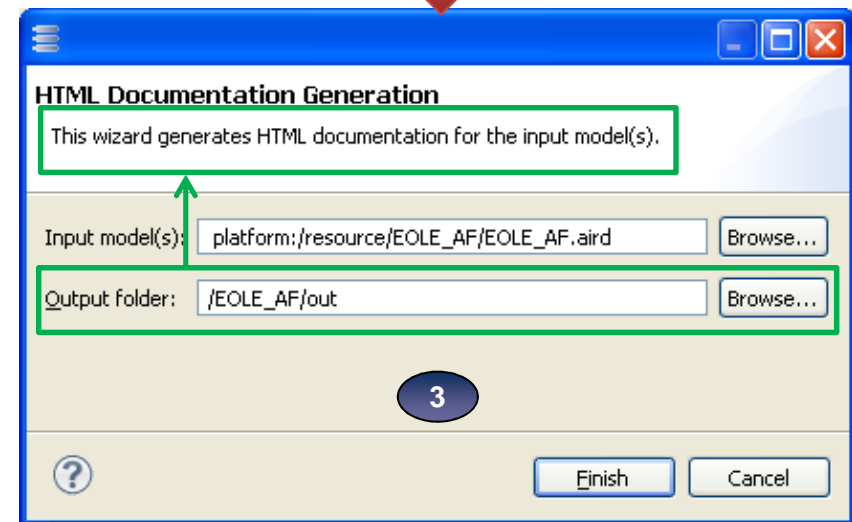 HTML Documentation Generation
This wizard generates HTML documentation for the input model(s).
Input model(s): platform:/resource/EOLE_AF/EOLE_AF.aird Browse...
Output folder: /EOLE_AF/out Browse...
3
? Finish Cancel